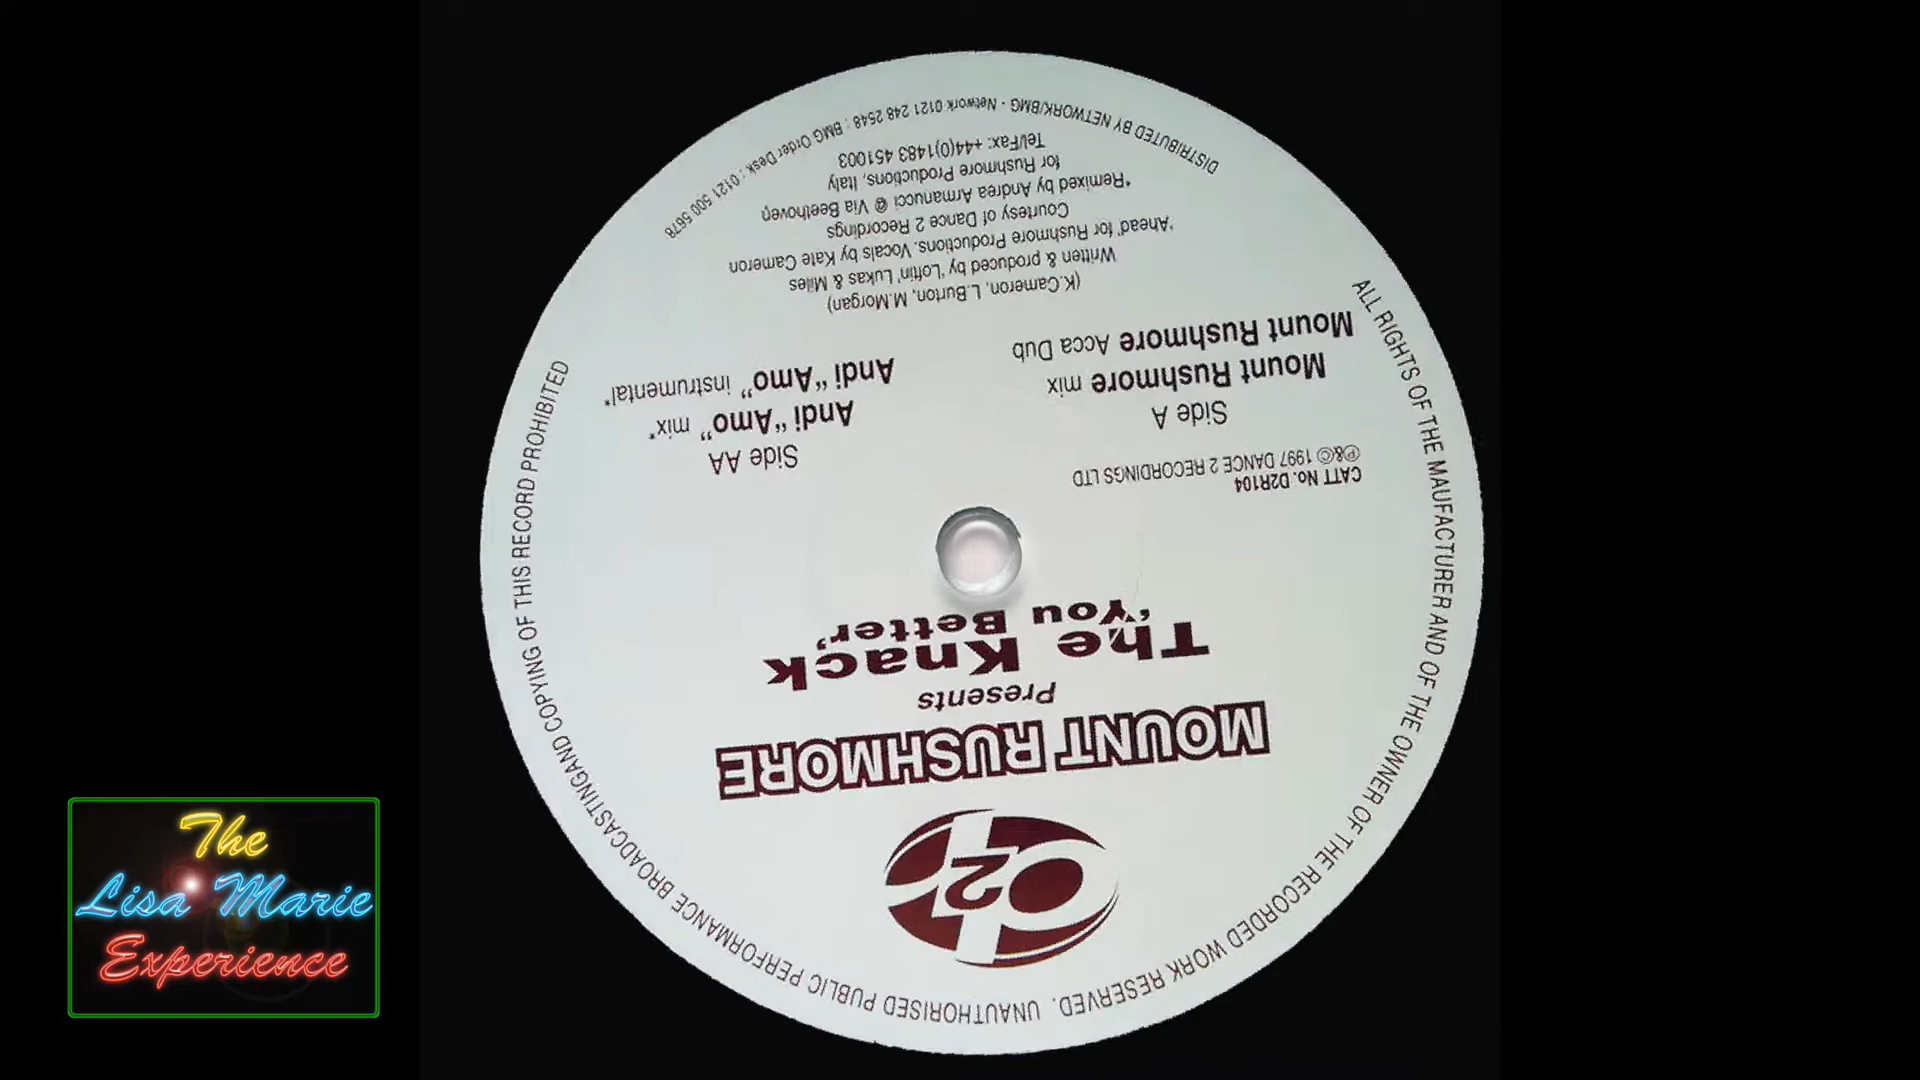 D2
MOUNT RUSHMORE
Presents
The Knack
'You Better'
CATT No. D2R104
℗&© 1997 DANCE 2 RECORDINGS LTD
Side A
Mount Rushmore mix
Mount Rushmore Acca Dub
Side AA
Andi "Amo" mix*
Andi "Amo" instrumental*
(K.Cameron, L.Burton, M.Morgan)
Written & produced by 'Loftin' Lukas & Miles
'Ahead' for Rushmore Productions. Vocals by Kate Cameron
Courtesy of Dance 2 Recordings
*Remixed by Andrea Armanucci @ Via Beethoven
for Rushmore Productions, Italy
Tel/Fax: +44(0)1483 451003
DISTRIBUTED BY NETWORK/BMG - Network 0121 248 2548 : BMG Order Desk : 0121 500 5678
ALL RIGHTS OF THE MAUFACTURER AND OF THE OWNER OF THE RECORDED WORK RESERVED. UNAUTHORISED PUBLIC PERFORMANCE BROADCASTINGAND COPYING OF THIS RECORD PROHIBITED
The
Lisa Marie
Experience